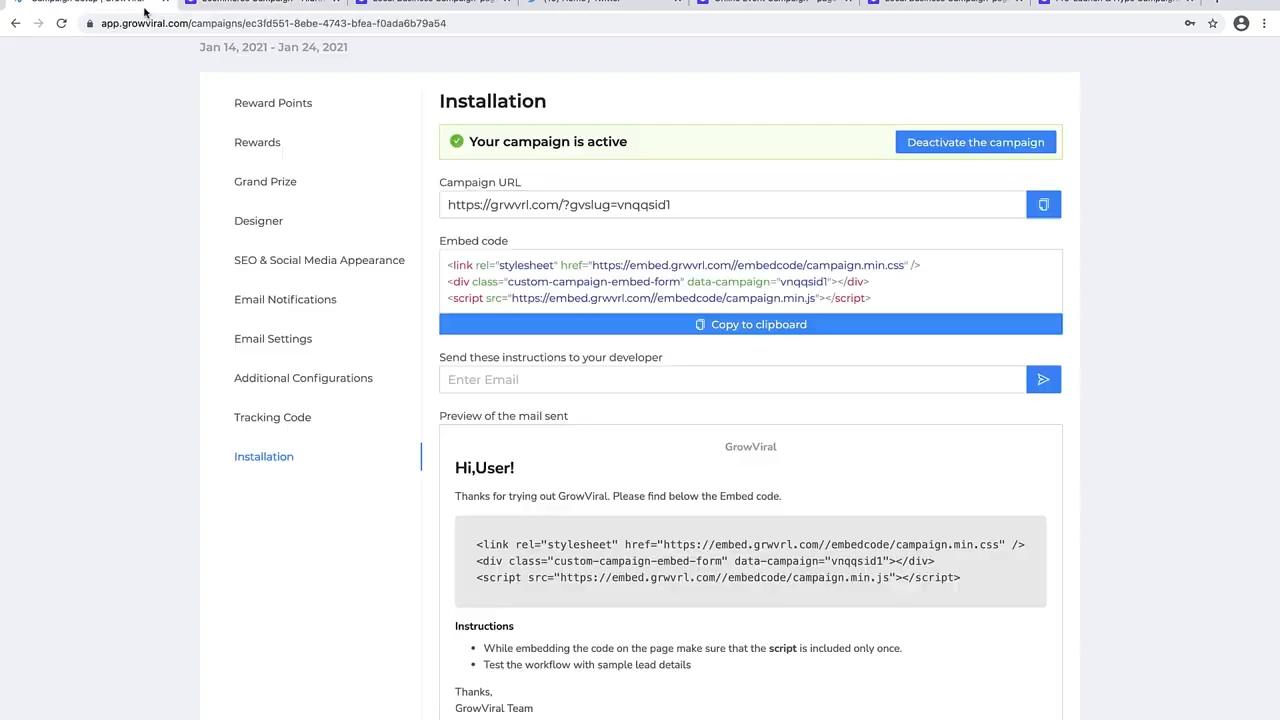 app.growviral.com/campaigns/ec3fd551-8ebe-4743-bfea-f0ada6b79a54
Jan 14, 2021 - Jan 24, 2021
Reward Points
Rewards
Grand Prize
Designer
SEO & Social Media Appearance
Email Notifications
Email Settings
Additional Configurations
Tracking Code
Installation
Installation
Your campaign is active
Deactivate the campaign
Campaign URL
https://grwvrl.com/?gvslug=vnqqsid1
Embed code
<link rel="stylesheet" href="https://embed.grwvrl.com//embedcode/campaign.min.css" />
<div class="custom-campaign-embed-form" data-campaign="vnqqsid1"></div>
<script src="https://embed.grwvrl.com//embedcode/campaign.min.js"></script>
Copy to clipboard
Send these instructions to your developer
Enter Email
Preview of the mail sent
GrowViral
Hi,User!
Thanks for trying out GrowViral. Please find below the Embed code.
<link rel="stylesheet" href="https://embed.grwvrl.com//embedcode/campaign.min.css" />
<div class="custom-campaign-embed-form" data-campaign="vnqqsid1"></div>
<script src="https://embed.grwvrl.com//embedcode/campaign.min.js"></script>
Instructions
While embedding the code on the page make sure that the script is included only once.
Test the workflow with sample lead details
Thanks,
GrowViral Team